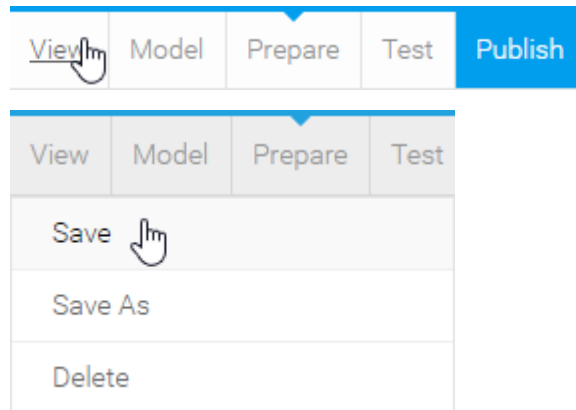 View Model Prepare Test Publish
View Model Prepare Test
Save
Save As
Delete